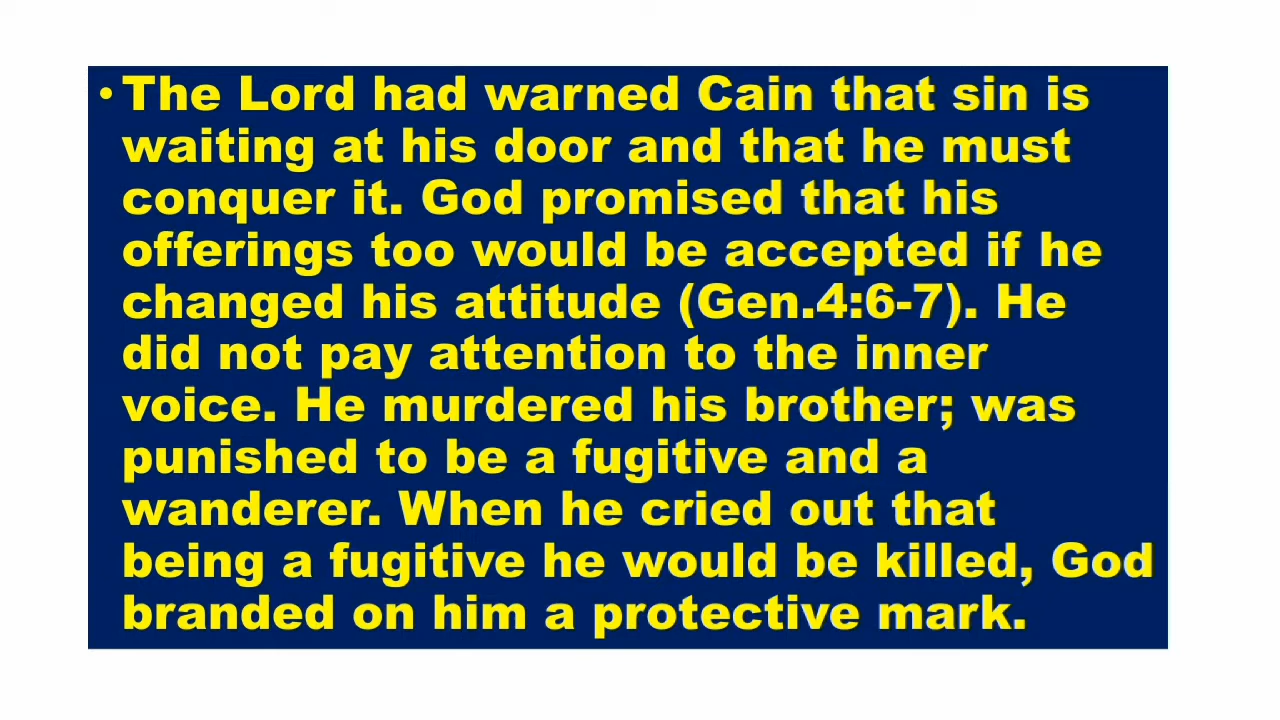 • The Lord had warned Cain that sin is
waiting at his door and that he must
conquer it. God promised that his
offerings too would be accepted if he
changed his attitude (Gen.4:6-7). He
did not pay attention to the inner
voice. He murdered his brother; was
punished to be a fugitive and a
wanderer. When he cried out that
being a fugitive he would be killed, God
branded on him a protective mark.